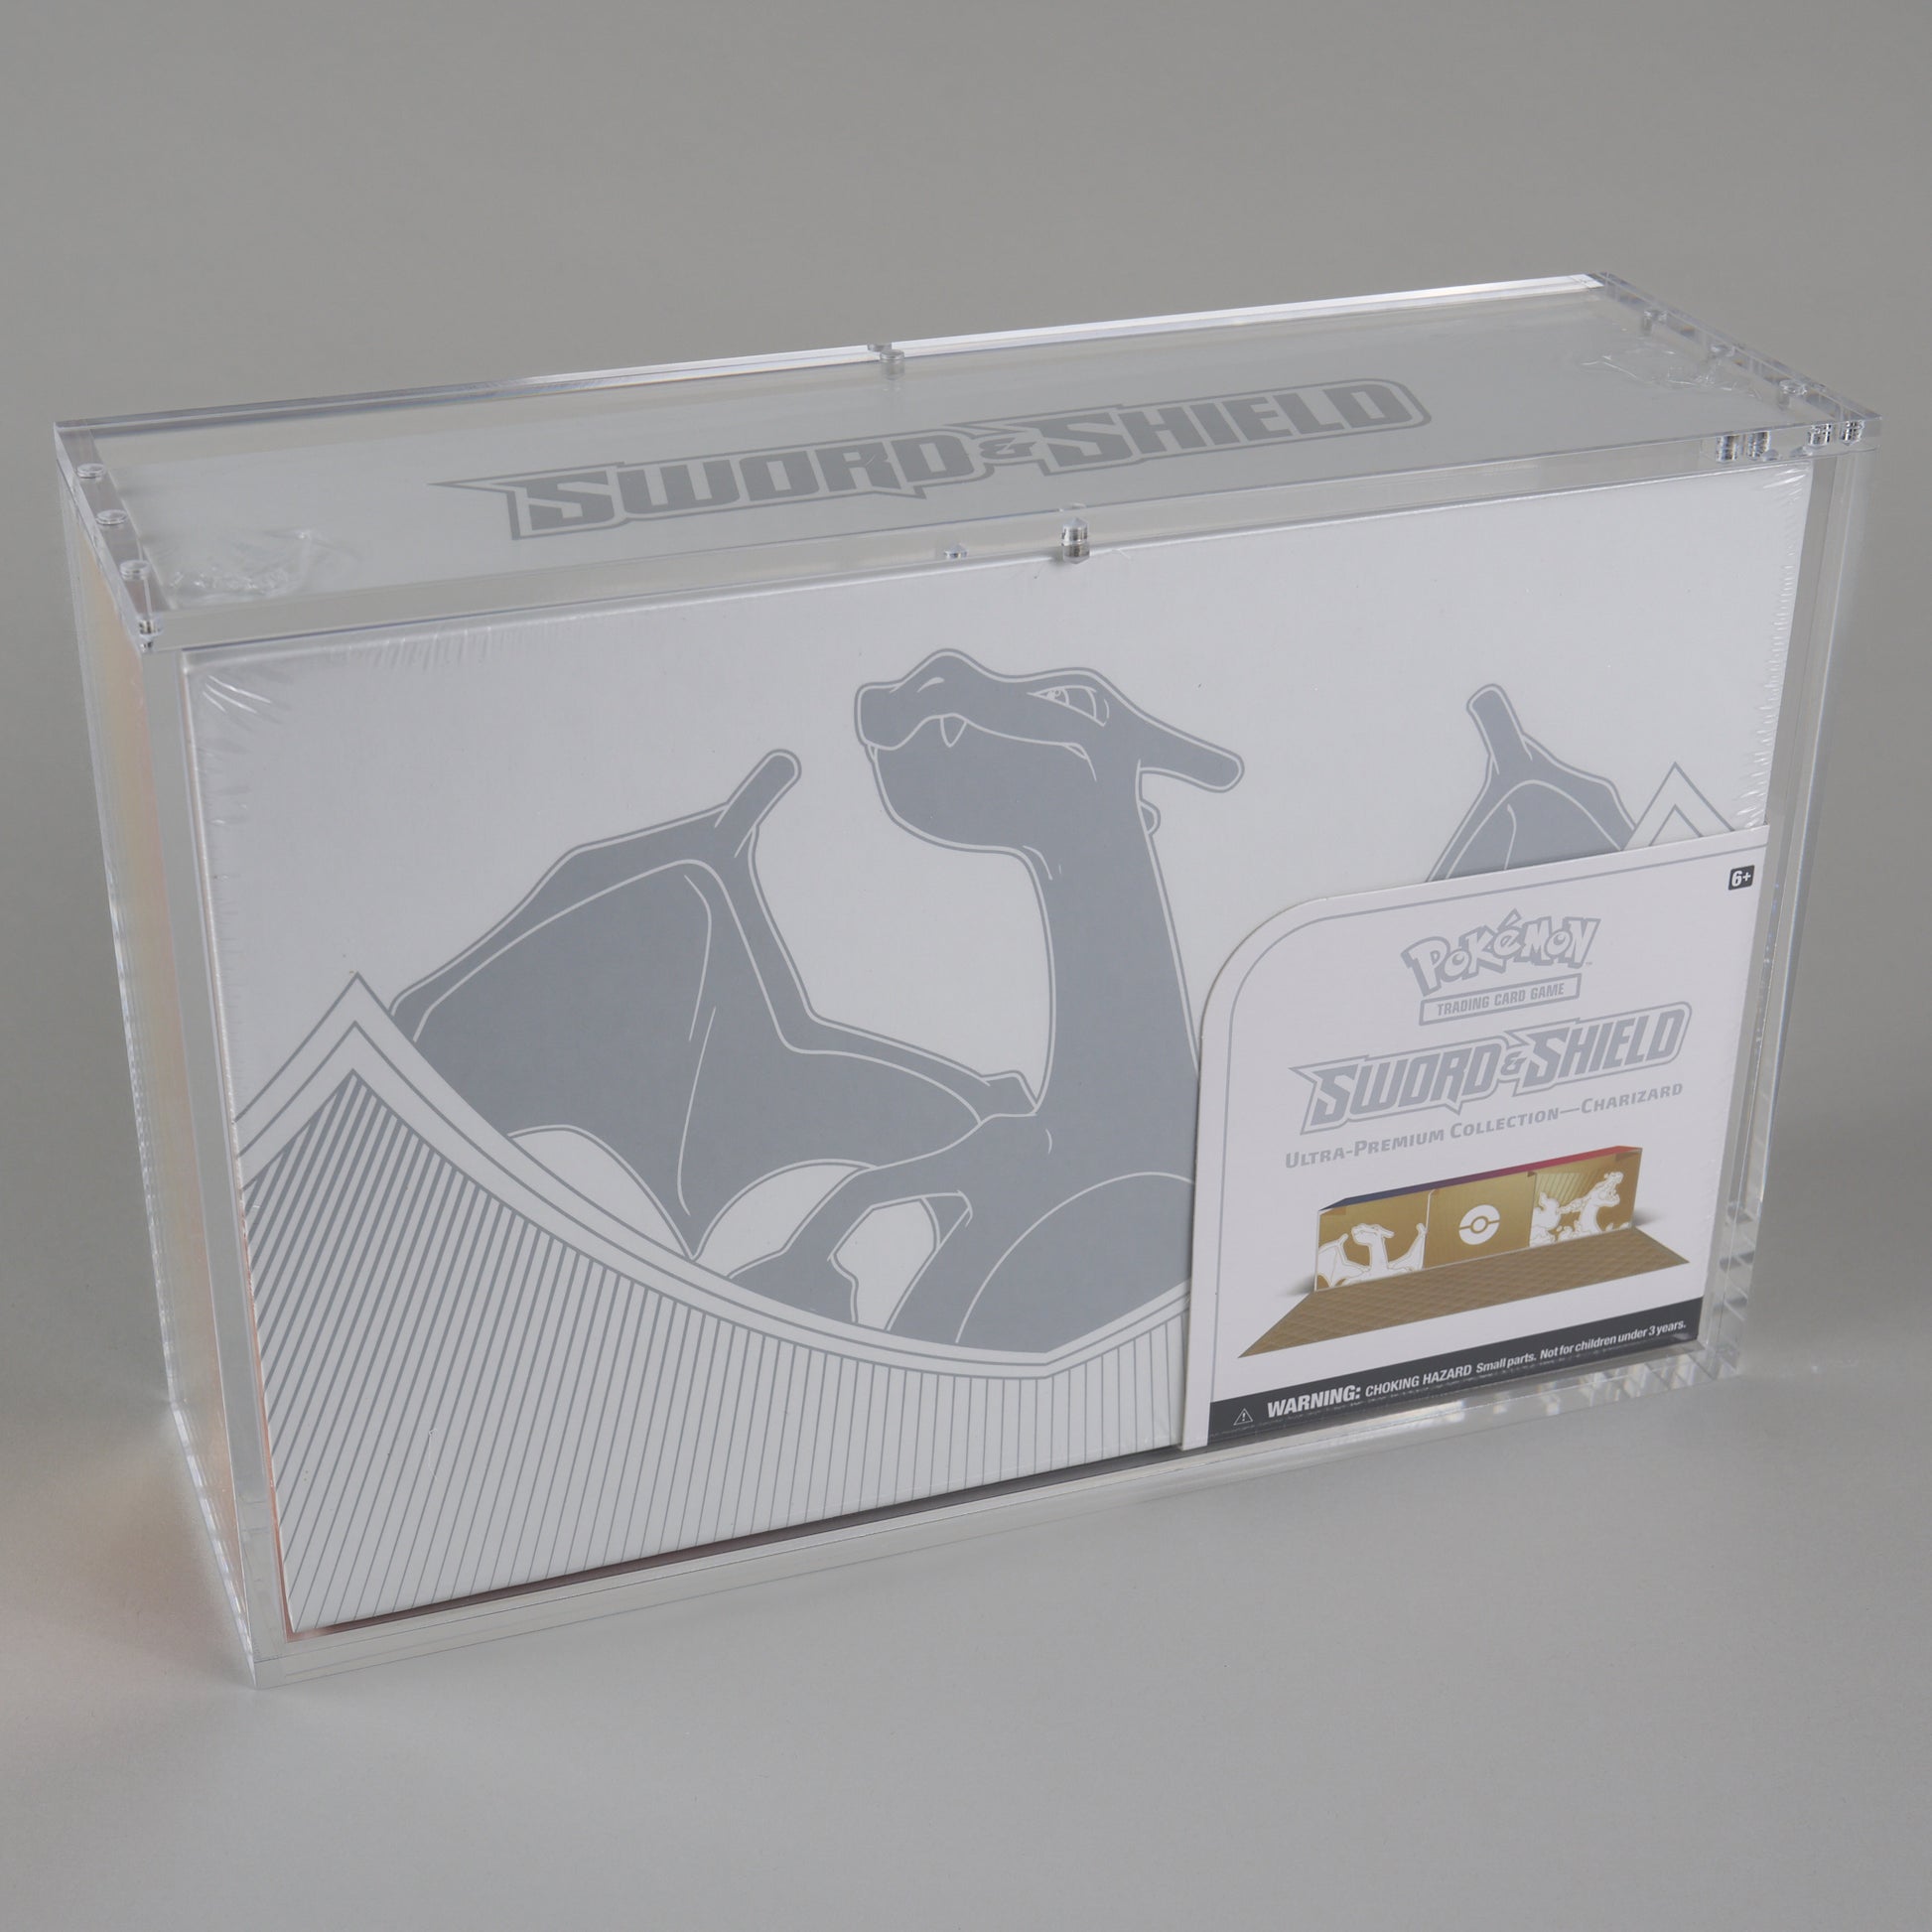 SWORD & SHIELD
6+
POKéMON
TRADING CARD GAME
SWORD & SHIELD
ULTRA-PREMIUM COLLECTION—CHARIZARD
WARNING: CHOKING HAZARD Small parts. Not for children under 3 years.